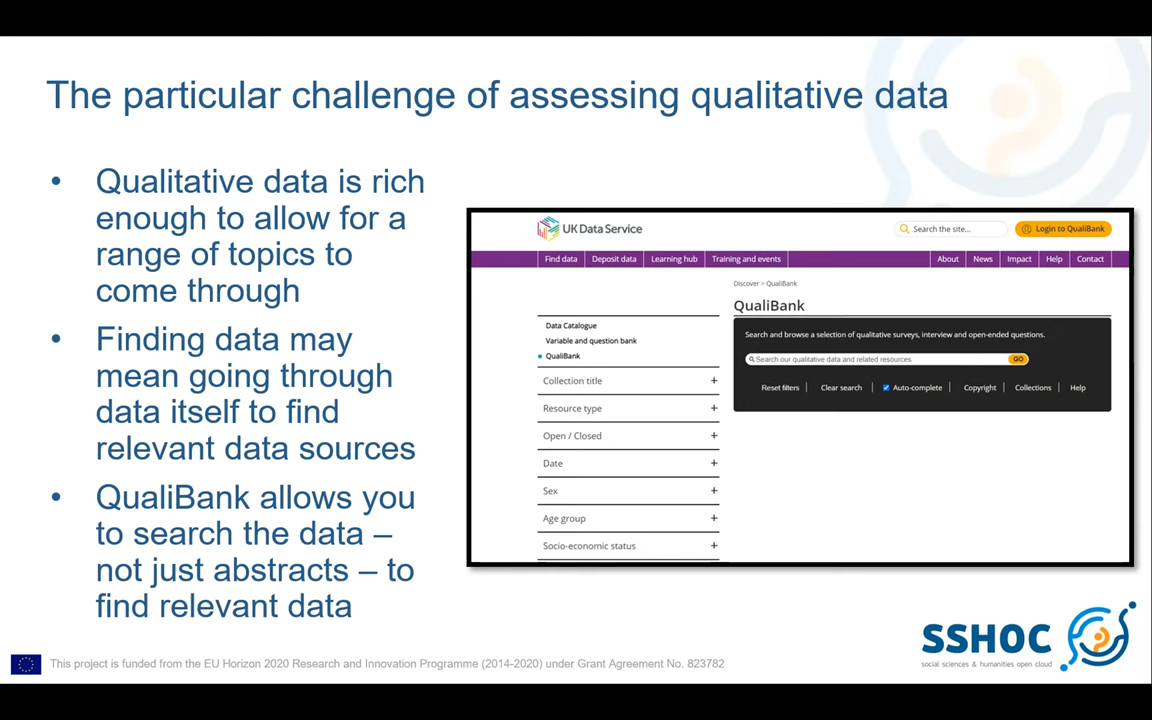 The particular challenge of assessing qualitative data
• Qualitative data is rich
enough to allow for a
range of topics to
come through
• Finding data may
mean going through
data itself to find
relevant data sources
• QualiBank allows you
to search the data –
not just abstracts – to
find relevant data
UK Data Service
Search the site...
Login to QualiBank
Find data
Deposit data
Learning hub
Training and events
About
News
Impact
Help
Contact
Discover > QualiBank
QualiBank
Data Catalogue
Variable and question bank
QualiBank
Collection title +
Resource type +
Open / Closed +
Date +
Sex +
Age group +
Socio-economic status +
Search and browse a selection of qualitative surveys, interview and open-ended questions.
Search our qualitative data and related resources
GO
Reset filters | Clear search | Auto-complete | Copyright | Collections | Help
SSHOC
social sciences & humanities open cloud
This project is funded from the EU Horizon 2020 Research and Innovation Programme (2014-2020) under Grant Agreement No. 823782